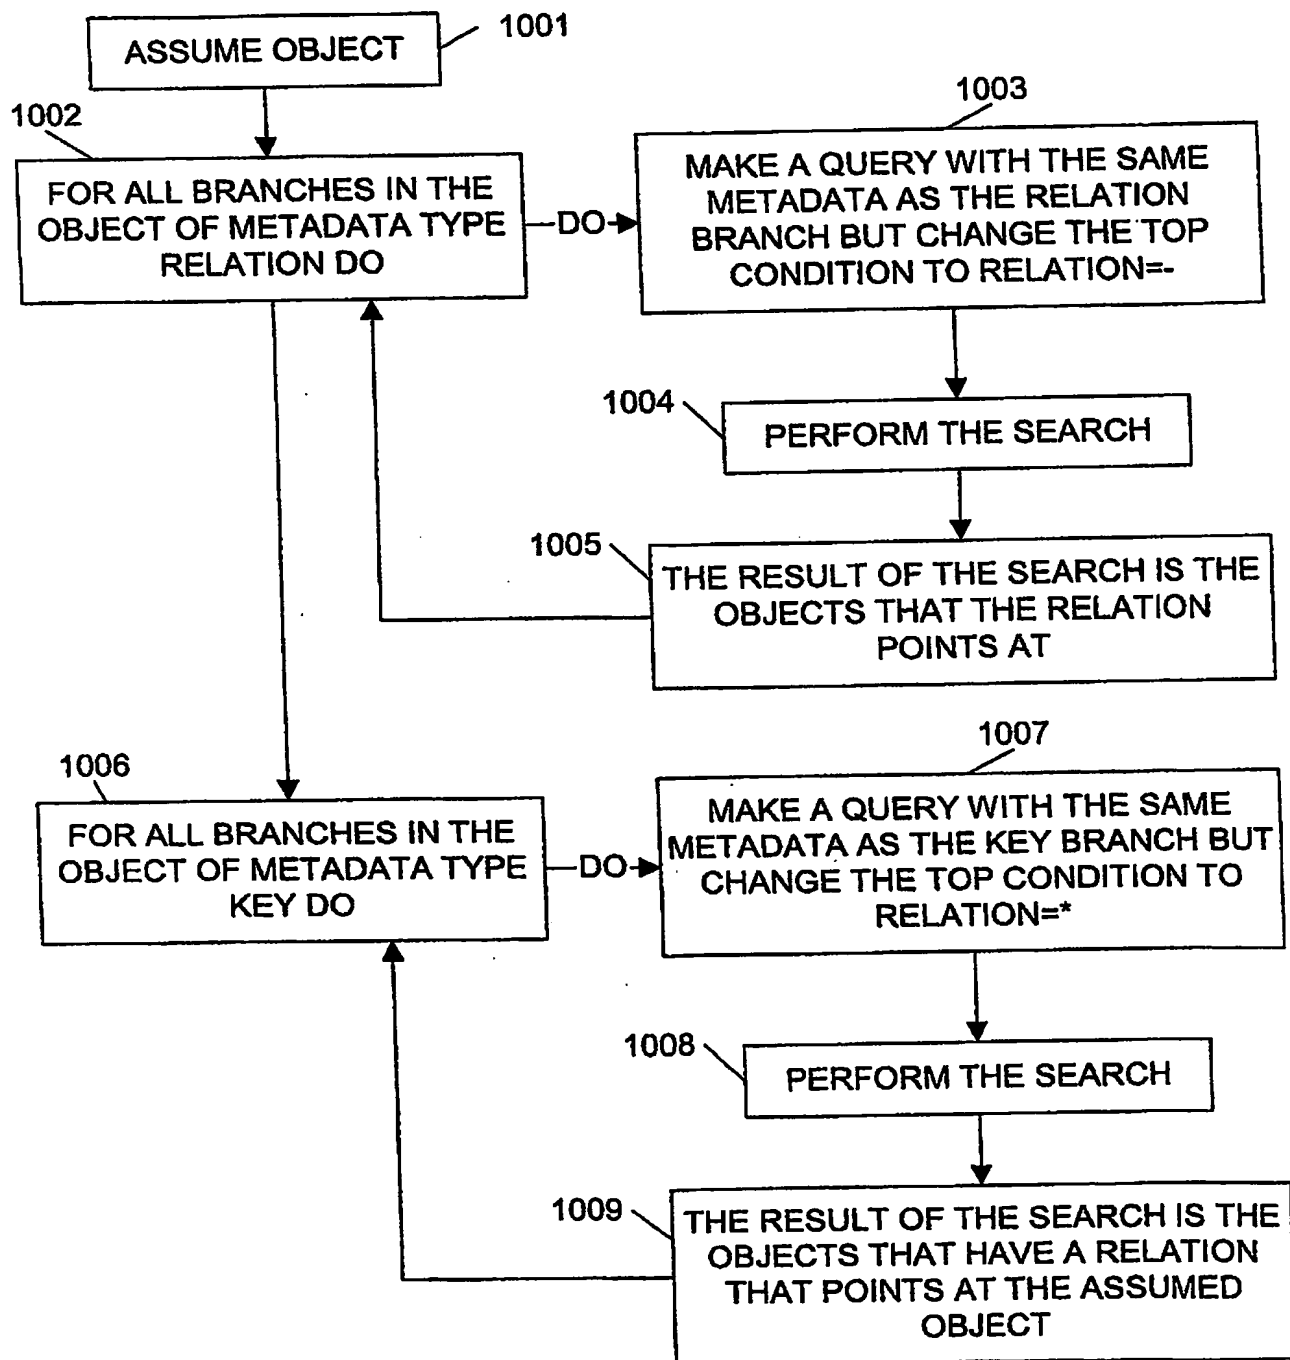 ASSUME OBJECT
1001
1002
FOR ALL BRANCHES IN THE
OBJECT OF METADATA TYPE
RELATION DO
DO
1003
MAKE A QUERY WITH THE SAME
METADATA AS THE RELATION
BRANCH BUT CHANGE THE TOP
CONDITION TO RELATION=-
1004
PERFORM THE SEARCH
1005
THE RESULT OF THE SEARCH IS THE
OBJECTS THAT THE RELATION
POINTS AT
1006
FOR ALL BRANCHES IN THE
OBJECT OF METADATA TYPE
KEY DO
DO
1007
MAKE A QUERY WITH THE SAME
METADATA AS THE KEY BRANCH BUT
CHANGE THE TOP CONDITION TO
RELATION=*
1008
PERFORM THE SEARCH
1009
THE RESULT OF THE SEARCH IS THE
OBJECTS THAT HAVE A RELATION
THAT POINTS AT THE ASSUMED
OBJECT